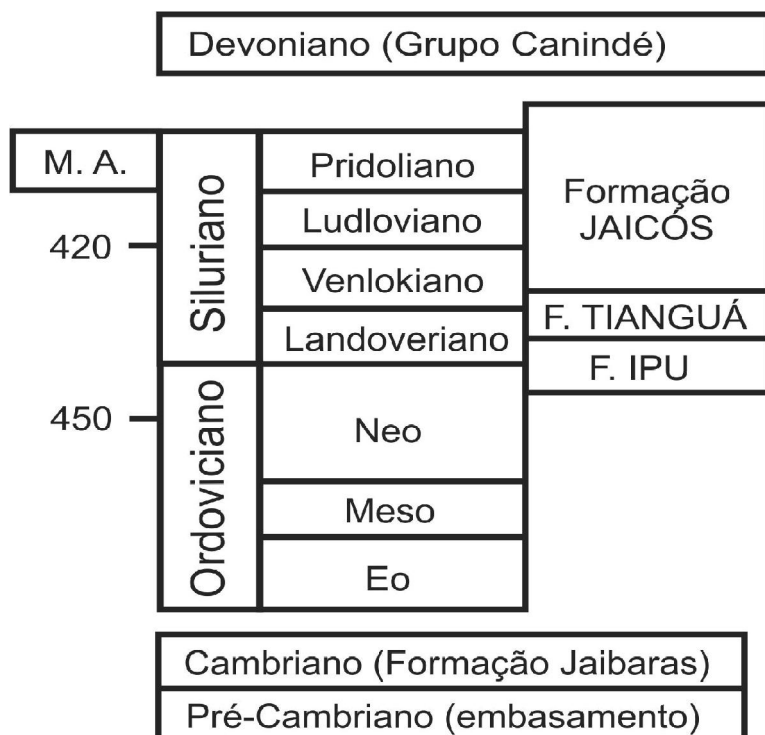 Devoniano (Grupo Canindé)
M. A.
420
450
Siluriano
Ordoviciano
Pridoliano
Ludloviano
Venlokiano
Landoveriano
Neo
Meso
Eo
Formação
JAICÓS
F. TIANGUÁ
F. IPU
Cambriano (Formação Jaibaras)
Pré-Cambriano (embasamento)